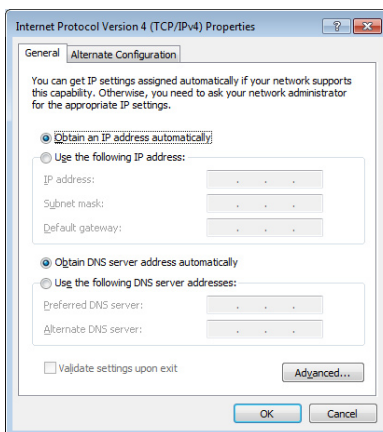 Internet Protocol Version 4 (TCP/IPv4) Properties
General
Alternate Configuration
You can get IP settings assigned automatically if your network supports
this capability. Otherwise, you need to ask your network administrator
for the appropriate IP settings.
Obtain an IP address automatically
Use the following IP address:
IP address:
Subnet mask:
Default gateway:
Obtain DNS server address automatically
Use the following DNS server addresses:
Preferred DNS server:
Alternate DNS server:
Validate settings upon exit
Advanced...
OK
Cancel